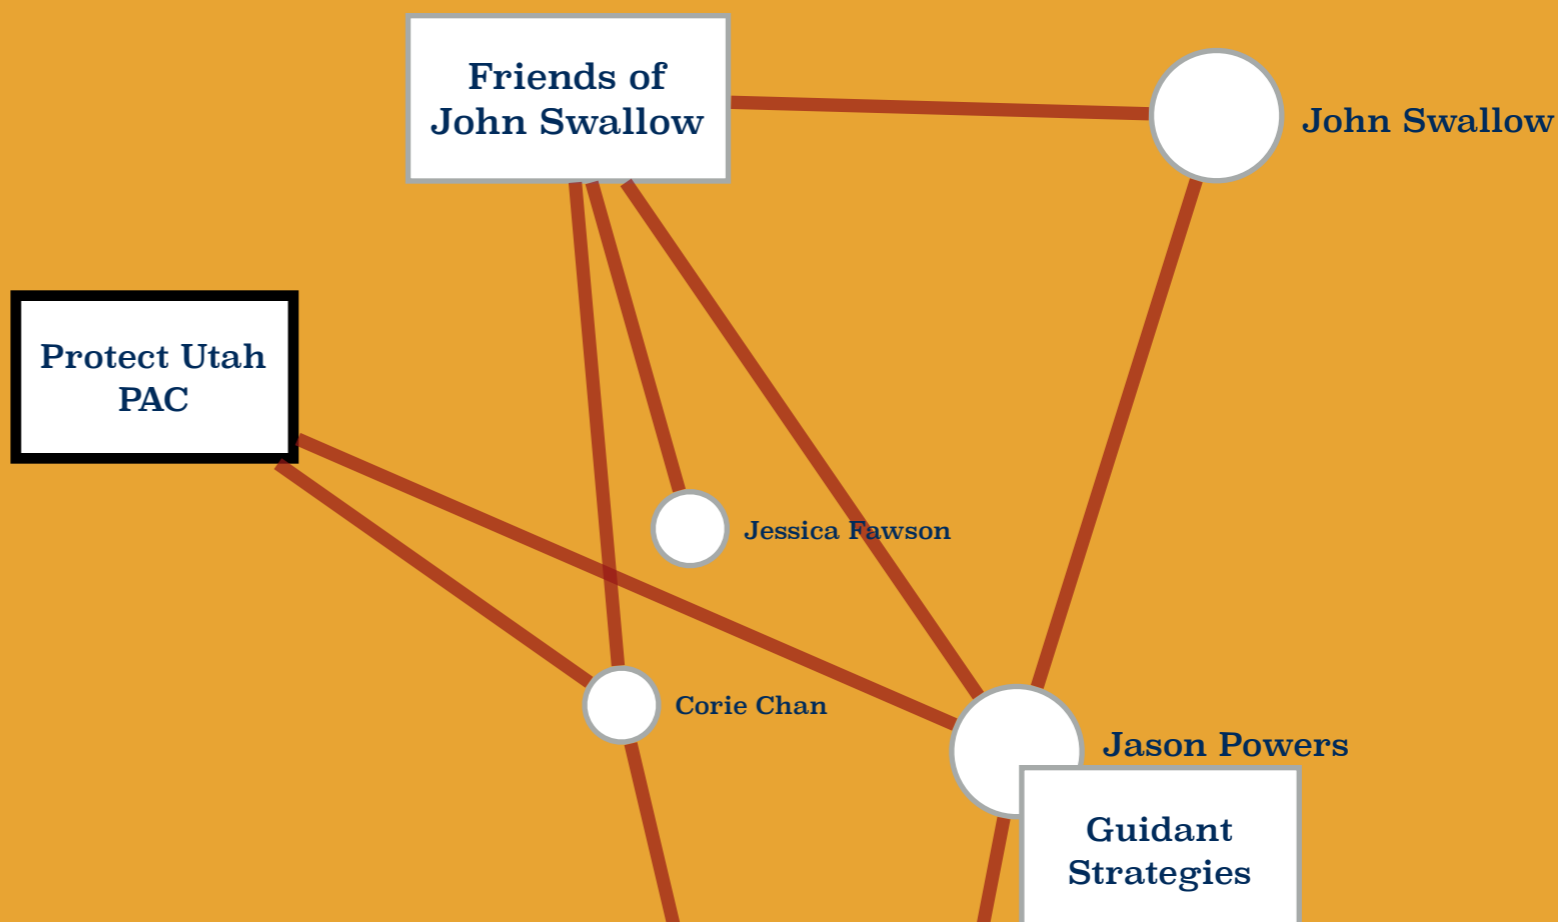 Friends of
John Swallow
John Swallow
Protect Utah
PAC
Jessica Fawson
Corie Chan
Jason Powers
Guidant
Strategies